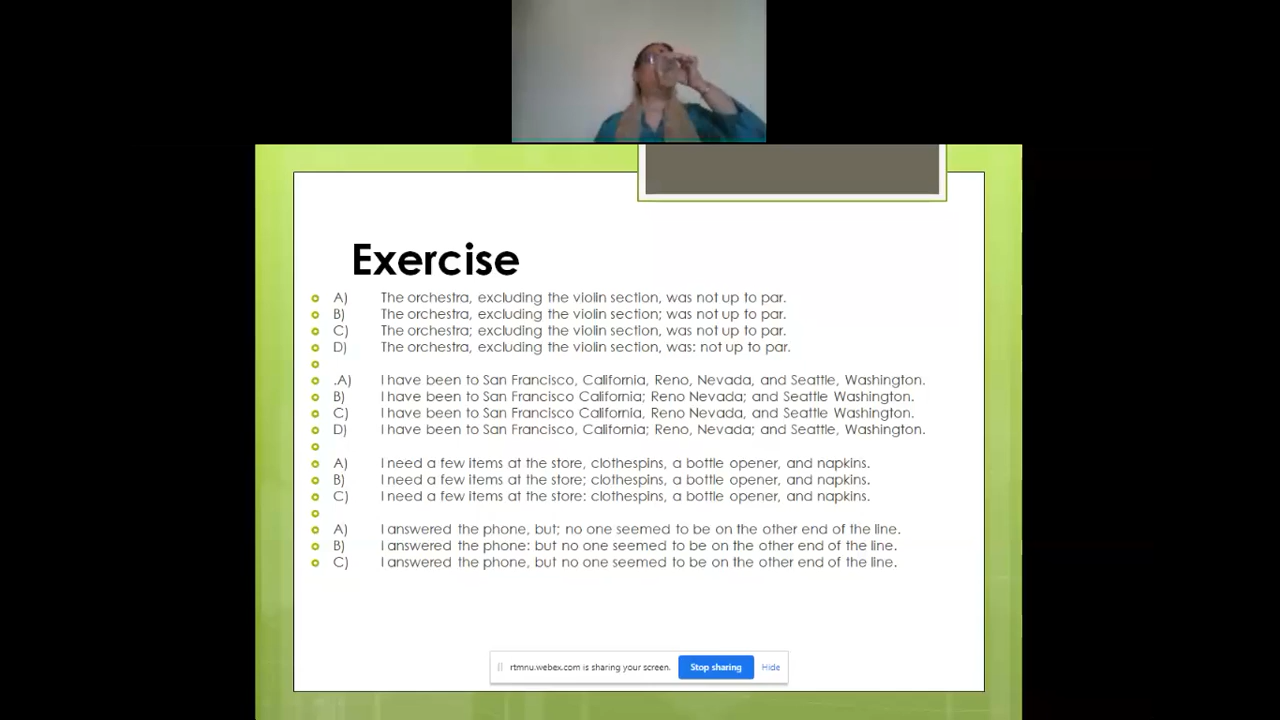 Exercise
A) The orchestra, excluding the violin section, was not up to par.
B) The orchestra, excluding the violin section; was not up to par.
C) The orchestra; excluding the violin section, was not up to par.
D) The orchestra, excluding the violin section, was: not up to par.
.A) I have been to San Francisco, California, Reno, Nevada, and Seattle, Washington.
B) I have been to San Francisco California; Reno Nevada; and Seattle Washington.
C) I have been to San Francisco California, Reno Nevada, and Seattle Washington.
D) I have been to San Francisco, California; Reno, Nevada; and Seattle, Washington.
A) I need a few items at the store, clothespins, a bottle opener, and napkins.
B) I need a few items at the store; clothespins, a bottle opener, and napkins.
C) I need a few items at the store: clothespins, a bottle opener, and napkins.
A) I answered the phone, but; no one seemed to be on the other end of the line.
B) I answered the phone: but no one seemed to be on the other end of the line.
C) I answered the phone, but no one seemed to be on the other end of the line.
rtmnu.webex.com is sharing your screen. Stop sharing Hide